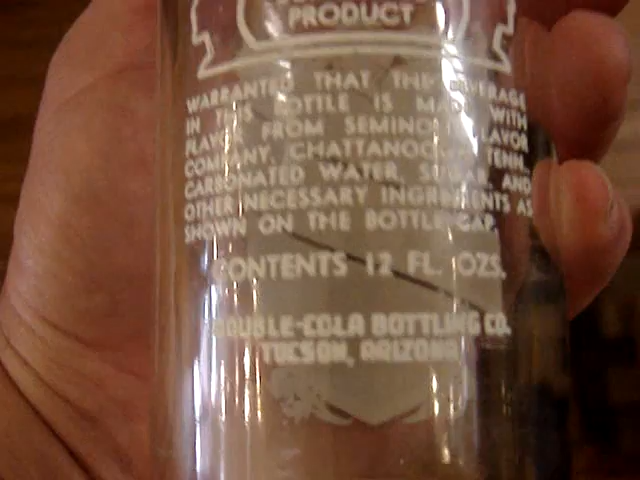 PRODUCT
WARRANTED THAT THIS BEVERAGE
IN THIS BOTTLE IS MADE WITH
FLAVOR FROM SEMINOLE FLAVOR
COMPANY, CHATTANOOGA, TENN.,
CARBONATED WATER, SUGAR, AND
OTHER NECESSARY INGREDIENTS AS
SHOWN ON THE BOTTLE CAP.
CONTENTS 12 FL. OZS.
DOUBLE-COLA BOTTLING CO.
TUCSON, ARIZONA